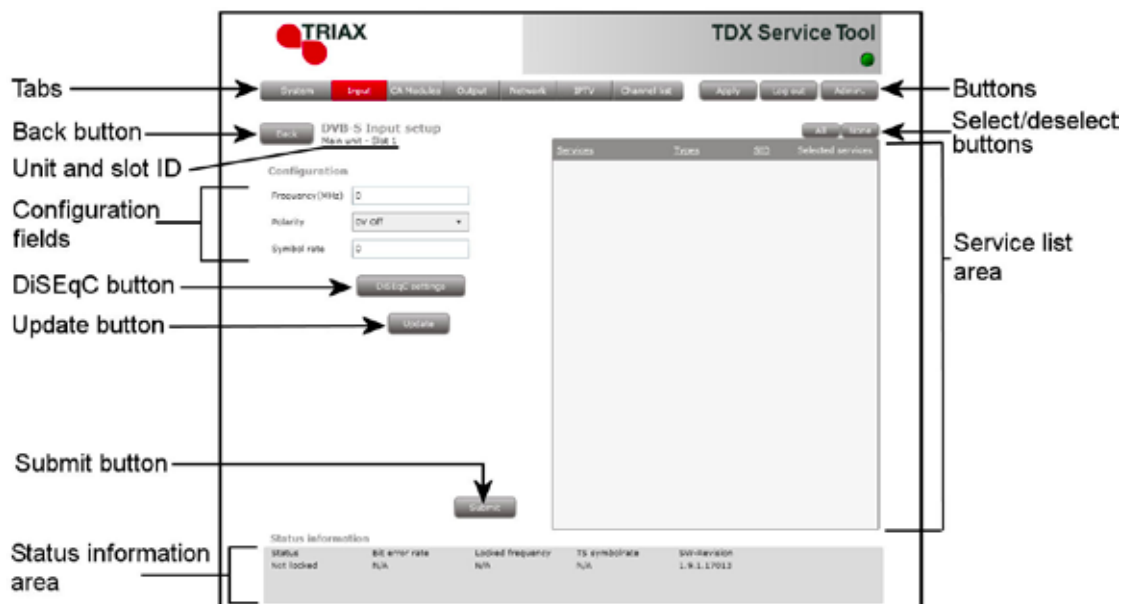 TRIAX
TDX Service Tool
Tabs
System Input CA Modules Output Network IPTV Channel list Apply Log out Admin.
Buttons
Back button
Back DVB-S Input setup
Main unit - Slot 1
All None
Select/deselect buttons
Unit and slot ID
Services Types SID Selected services
Configuration
Configuration fields
Frequency(MHz) 0
Polarity 0V Off
Symbol rate 0
Service list area
DiSEqC button
DiSEqC settings
Update button
Update
Submit button
Submit
Status information
Status information area
Status Bit error rate Locked frequency TS symbolrate SW-Revision
Not locked N/A N/A N/A 1.9.1.17013